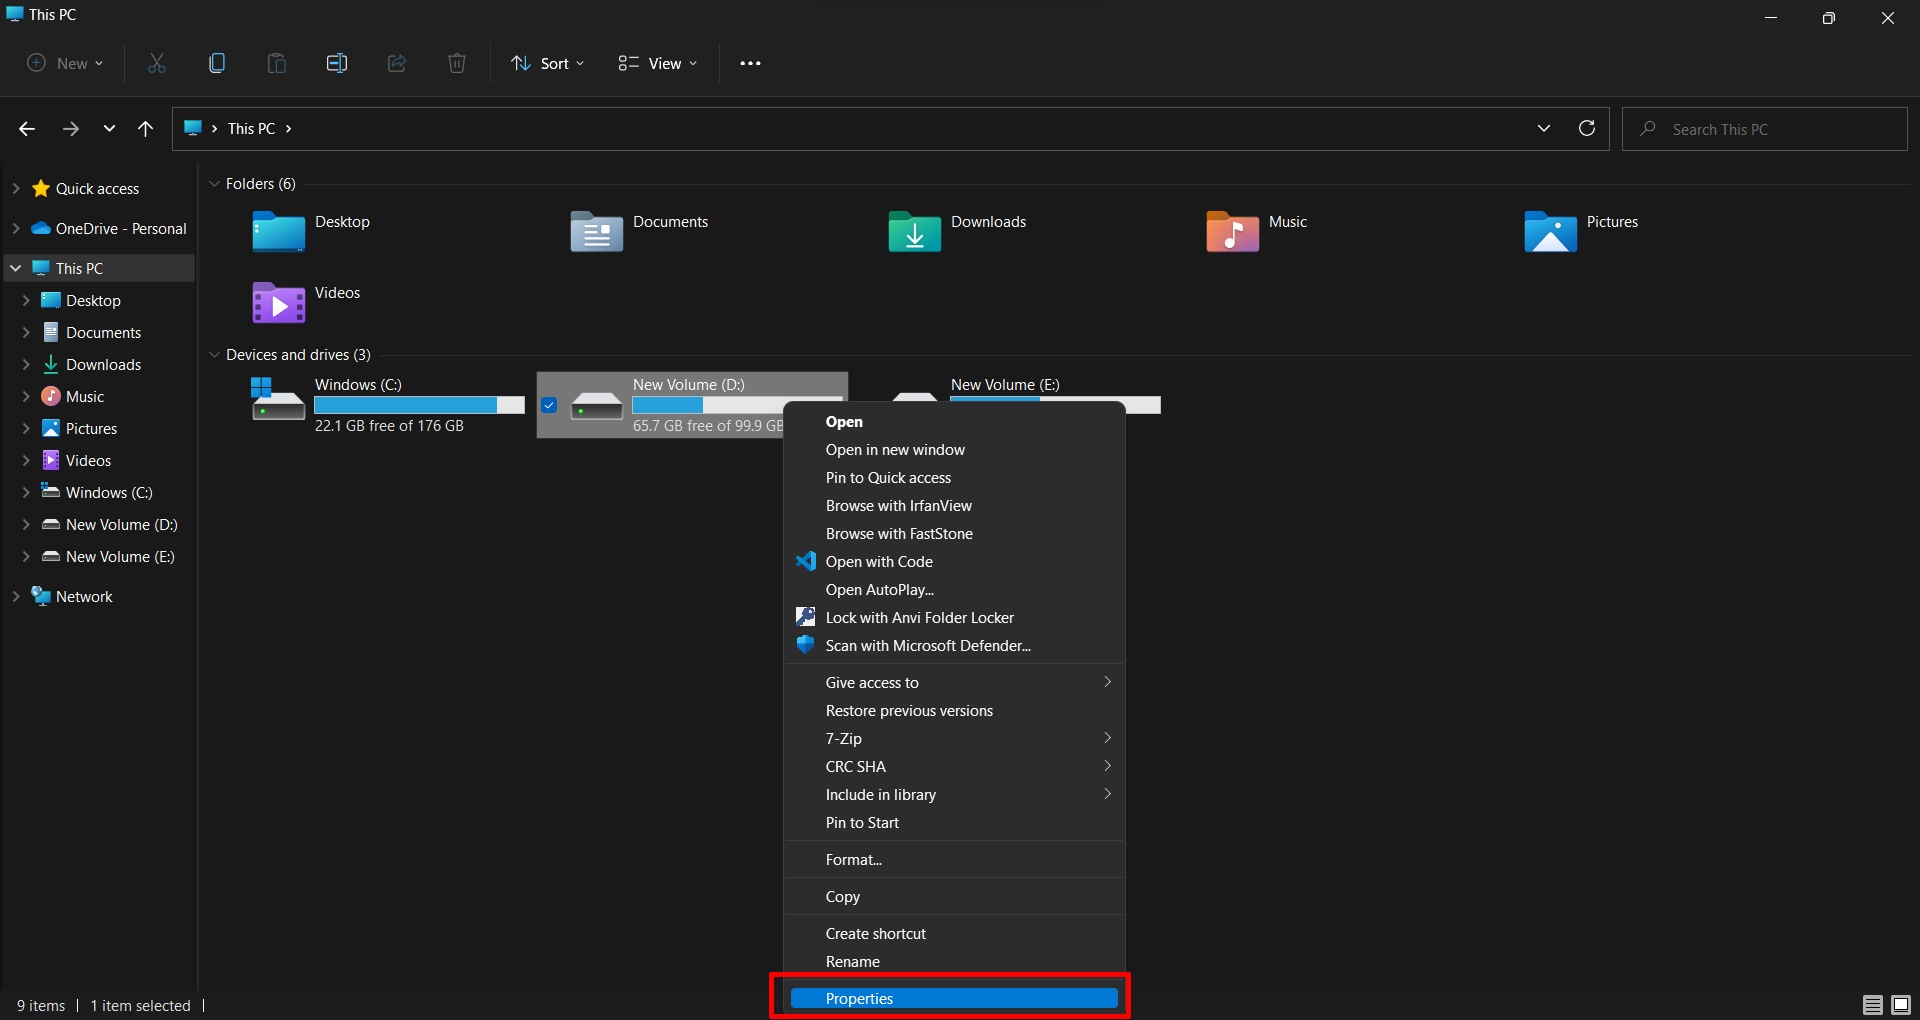 This PC
New
Sort
View
This PC
Search This PC
Quick access
OneDrive - Personal
This PC
Desktop
Documents
Downloads
Music
Pictures
Videos
Windows (C:)
New Volume (D:)
New Volume (E:)
Network
Folders (6)
Desktop
Documents
Downloads
Music
Pictures
Videos
Devices and drives (3)
Windows (C:)
22.1 GB free of 176 GB
New Volume (D:)
65.7 GB free of 99.9 GB
New Volume (E:)
Open
Open in new window
Pin to Quick access
Browse with IrfanView
Browse with FastStone
Open with Code
Open AutoPlay...
Lock with Anvi Folder Locker
Scan with Microsoft Defender...
Give access to
Restore previous versions
7-Zip
CRC SHA
Include in library
Pin to Start
Format...
Copy
Create shortcut
Rename
Properties
9 items
1 item selected